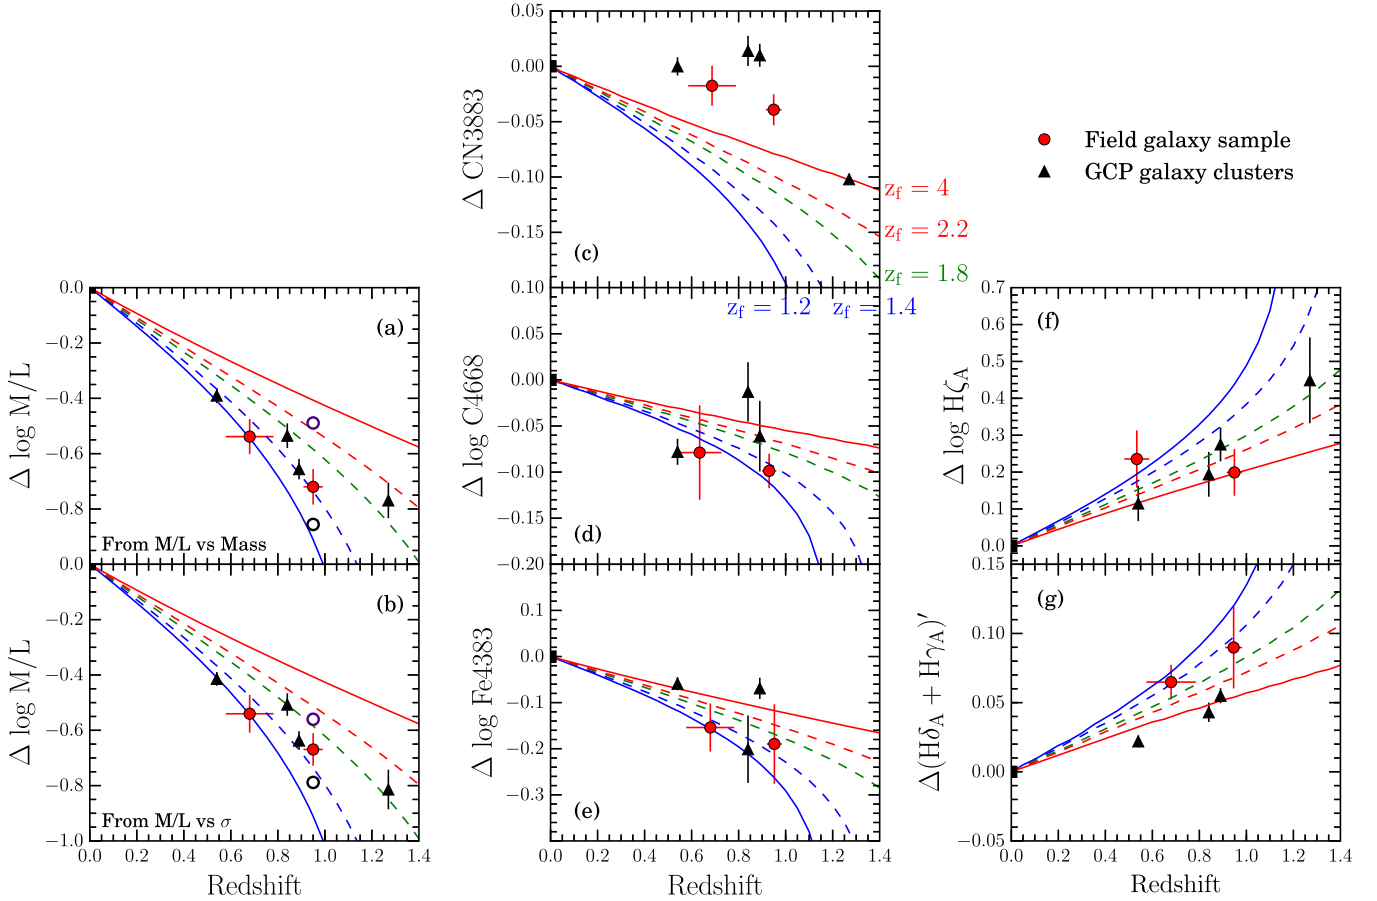 0.05
0.00
−0.05
−0.10
−0.15
Δ CN3883
(c)
z_f = 4
z_f = 2.2
z_f = 1.8
z_f = 1.2 z_f = 1.4
Field galaxy sample
GCP galaxy clusters
0.0
−0.2
−0.4
−0.6
−0.8
Δ log M/L
(a)
From M/L vs Mass
0.10
0.05
0.00
−0.05
−0.10
−0.15
−0.20
Δ log C4668
(d)
0.7
0.6
0.5
0.4
0.3
0.2
0.1
0.0
Δ log Hζ_A
(f)
0.0
−0.2
−0.4
−0.6
−0.8
−1.0
Δ log M/L
(b)
From M/L vs σ
0.0 0.2 0.4 0.6 0.8 1.0 1.2 1.4
Redshift
0.1
0.0
−0.1
−0.2
−0.3
Δ log Fe4383
(e)
0.0 0.2 0.4 0.6 0.8 1.0 1.2 1.4
Redshift
0.15
0.10
0.05
0.00
−0.05
Δ(Hδ_A + Hγ_A)′
(g)
0.0 0.2 0.4 0.6 0.8 1.0 1.2 1.4
Redshift